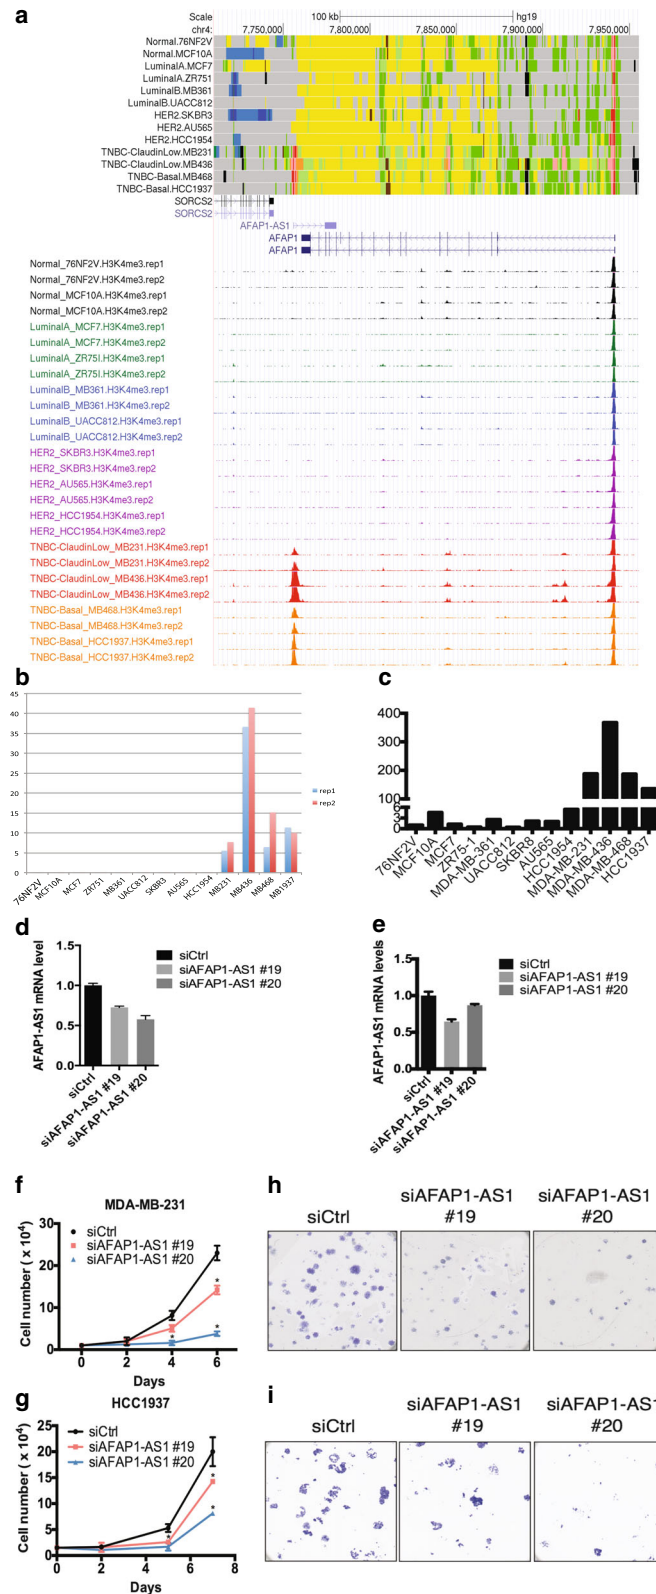 a
Scale 100 kb hg19
chr4: 7,750,000 7,800,000 7,850,000 7,900,000 7,950,000
Normal.76NF2V
Normal.MCF10A
LuminalA.MCF7
LuminalA.ZR751
LuminalB.MB361
LuminalB.UACC812
HER2.SKBR3
HER2.AU565
HER2.HCC1954
TNBC-ClaudinLow.MB231
TNBC-ClaudinLow.MB436
TNBC-Basal.MB468
TNBC-Basal.HCC1937
SORCS2
SORCS2
AFAP1-AS1
AFAP1
AFAP1
Normal_76NF2V.H3K4me3.rep1
Normal_76NF2V.H3K4me3.rep2
Normal_MCF10A.H3K4me3.rep1
Normal_MCF10A.H3K4me3.rep2
LuminalA_MCF7.H3K4me3.rep1
LuminalA_MCF7.H3K4me3.rep2
LuminalA_ZR75I.H3K4me3.rep1
LuminalA_ZR75I.H3K4me3.rep2
LuminalB_MB361.H3K4me3.rep1
LuminalB_MB361.H3K4me3.rep2
LuminalB_UACC812.H3K4me3.rep1
LuminalB_UACC812.H3K4me3.rep2
HER2_SKBR3.H3K4me3.rep1
HER2_SKBR3.H3K4me3.rep2
HER2_AU565.H3K4me3.rep1
HER2_AU565.H3K4me3.rep2
HER2_HCC1954.H3K4me3.rep1
HER2_HCC1954.H3K4me3.rep2
TNBC-ClaudinLow_MB231.H3K4me3.rep1
TNBC-ClaudinLow_MB231.H3K4me3.rep2
TNBC-ClaudinLow_MB436.H3K4me3.rep1
TNBC-ClaudinLow_MB436.H3K4me3.rep2
TNBC-Basal_MB468.H3K4me3.rep1
TNBC-Basal_MB468.H3K4me3.rep2
TNBC-Basal_HCC1937.H3K4me3.rep1
TNBC-Basal_HCC1937.H3K4me3.rep2
b
45
40
35
30
25
20
15
10
5
0
rep1
rep2
76NF2V MCF10A MCF7 ZR751 MB361 UACC812 SKBR3 AU565 HCC1954 MB231 MB436 MB468 MB1937
c
400
300
200
100
6
3
0
76NF2V MCF10A MCF7 ZR75-1 MDA-MB-361 UACC812 SKBR8 AU565 HCC1954 MDA-MB-231 MDA-MB-436 MDA-MB-468 HCC1937
d
AFAP1-AS1 mRNA level
1.5
1.0
0.5
0.0
siCtrl
siAFAP1-AS1 #19
siAFAP1-AS1 #20
siCtrl
siAFAP1-AS1 #19
siAFAP1-AS1 #20
e
AFAP1-AS1 mRNA levels
1.5
1.0
0.5
0.0
siCtrl
siAFAP1-AS1 #19
siAFAP1-AS1 #20
siCtrl
siAFAP1-AS1 #19
siAFAP1-AS1 #20
f
MDA-MB-231
Cell number ( x 10⁴)
30
20
10
0
siCtrl
siAFAP1-AS1 #19
siAFAP1-AS1 #20
* * * *
0 2 4 6 8
Days
g
HCC1937
Cell number ( x 10⁴)
25
20
15
10
5
0
siCtrl
siAFAP1-AS1 #19
siAFAP1-AS1 #20
* * *
0 2 4 6 8
Days
h
siCtrl
siAFAP1-AS1 #19
siAFAP1-AS1 #20
i
siCtrl
siAFAP1-AS1 #19
siAFAP1-AS1 #20